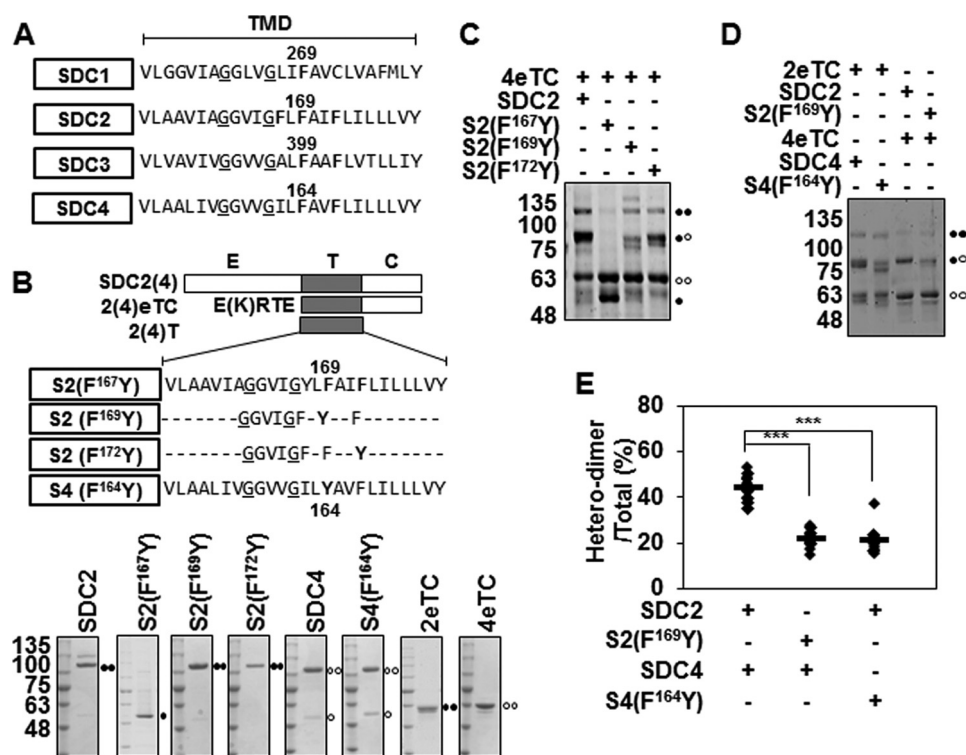 A
TMD
269
SDC1 VLGGVIAGGLVGLIFAVCLVAFMLY
169
SDC2 VLAAVIAGGVIGFLFAIFLILLLVY
399
SDC3 VLVAVIVGGVVGALFAAFLVTLLIY
164
SDC4 VLAALIVGGVVGILFAVFLILLLVY
B
E T C
SDC2(4)
2(4)eTC E(K)RTE
2(4)T
169
S2(F167Y) VLAAVIAGGVIGYLFAIFLILLLVY
S2 (F169Y) -------GGVIGF- Y- F -------
S2 (F172Y) -------GGVIGF- F- Y -------
S4 (F164Y) VLAALIVGGVVGILYAVFLILLLVY
164
SDC2 S2(F167Y) S2(F169Y) S2(F172Y) SDC4 S4(F164Y) 2eTC 4eTC
135
100
75
63
48
C
4eTC + + + + +
SDC2 + - - - -
S2(F167Y) - + - -
S2(F169Y) - - + -
S2(F172Y) - - - +
135
100
75
63
48
D
2eTC + + - -
SDC2 - - + -
S2(F169Y) - - - +
4eTC - - + +
SDC4 + - - -
S4(F164Y) - + - -
135
100
75
63
48
E
Hetero-dimer
/Total (%)
80
60
40
20
0
***
***
SDC2 + - +
S2(F169Y) - + -
SDC4 + + -
S4(F164Y) - - +